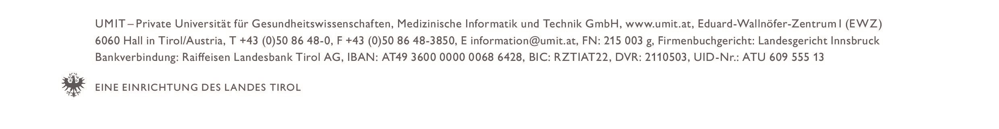 UMIT – Private Universität für Gesundheitswissenschaften, Medizinische Informatik und Technik GmbH, www.umit.at, Eduard-Wallnöfer-Zentrum 1 (EWZ)
6060 Hall in Tirol/Austria, T +43 (0)50 86 48-0, F +43 (0)50 86 48-3850, E information@umit.at, FN: 215 003 g, Firmenbuchgericht: Landesgericht Innsbruck
Bankverbindung: Raiffeisen Landesbank Tirol AG, IBAN: AT49 3600 0000 0068 6428, BIC: RZTIAT22, DVR: 2110503, UID-Nr.: ATU 609 555 13
EINE EINRICHTUNG DES LANDES TIROL